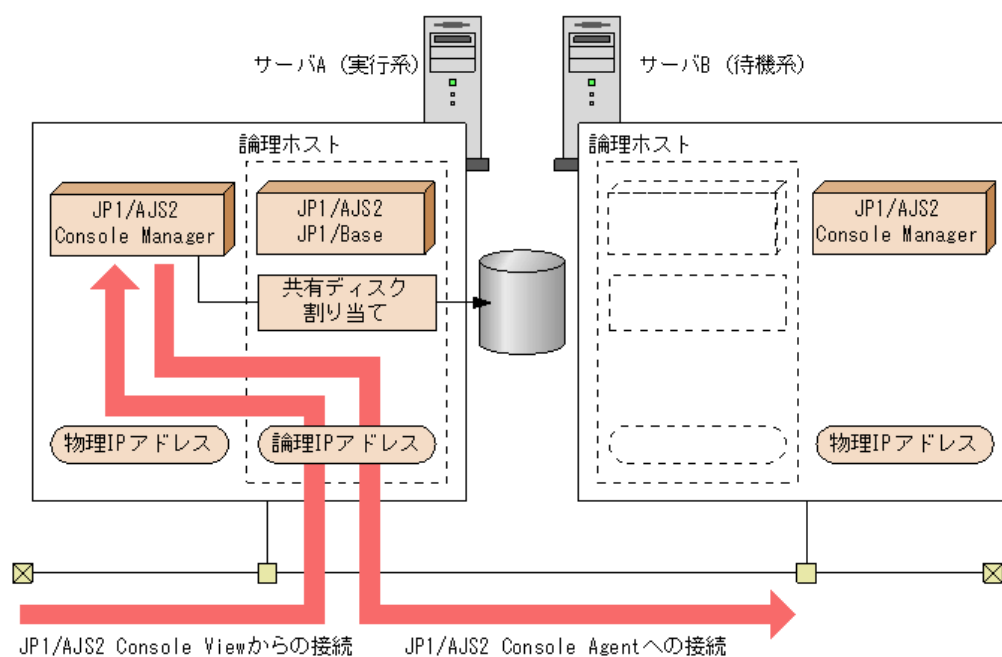 サーバA (実行系)
サーバB (待機系)
論理ホスト
論理ホスト
JP1/AJS2
Console Manager
JP1/AJS2
JP1/Base
JP1/AJS2
Console Manager
共有ディスク
割り当て
物理IPアドレス
論理IPアドレス
物理IPアドレス
JP1/AJS2 Console Viewからの接続
JP1/AJS2 Console Agentへの接続